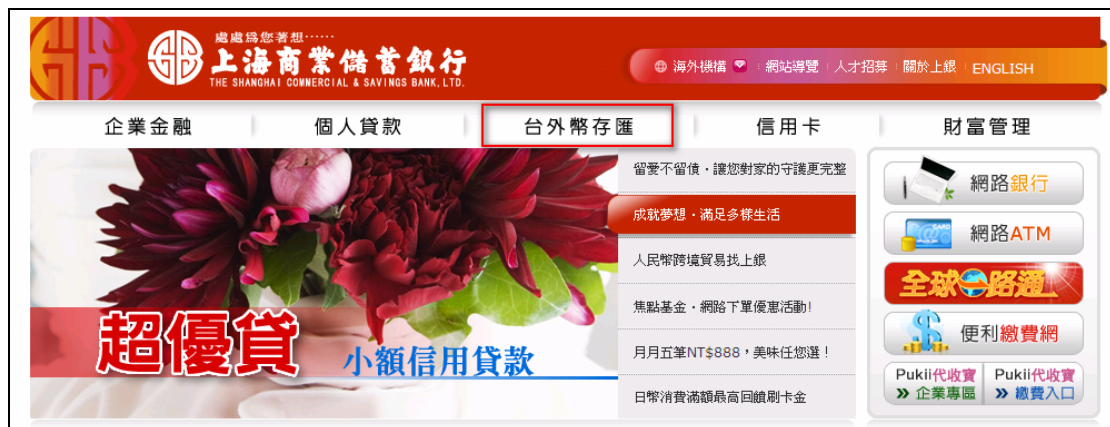 處處為您著想……
上海商業儲蓄銀行
THE SHANGHAI COMMERCIAL & SAVINGS BANK, LTD.
海外機構 網站導覽 人才招募 關於上銀 ENGLISH
企業金融 個人貸款 台外幣存匯 信用卡 財富管理
留愛不留債．讓您對家的守護更完整
成就夢想．滿足多樣生活
人民幣跨境貿易找上銀
焦點基金．網路下單優惠活動!
月月五筆NT$888，美味任您選！
日幣消費滿額最高回饋刷卡金
超優貸 小額信用貸款
網路銀行
網路ATM
全球e路通
便利繳費網
Pukii代收寶 Pukii代收寶
» 企業專區 » 繳費入口